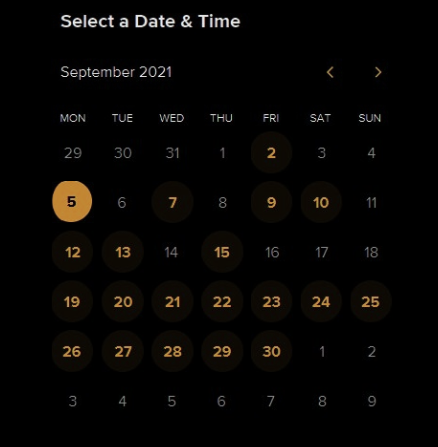 Select a Date & Time
September 2021 < >
MON TUE WED THU FRI SAT SUN
29 30 31 1 2 3 4
5 6 7 8 9 10 11
12 13 14 15 16 17 18
19 20 21 22 23 24 25
26 27 28 29 30 1 2
3 4 5 6 7 8 9